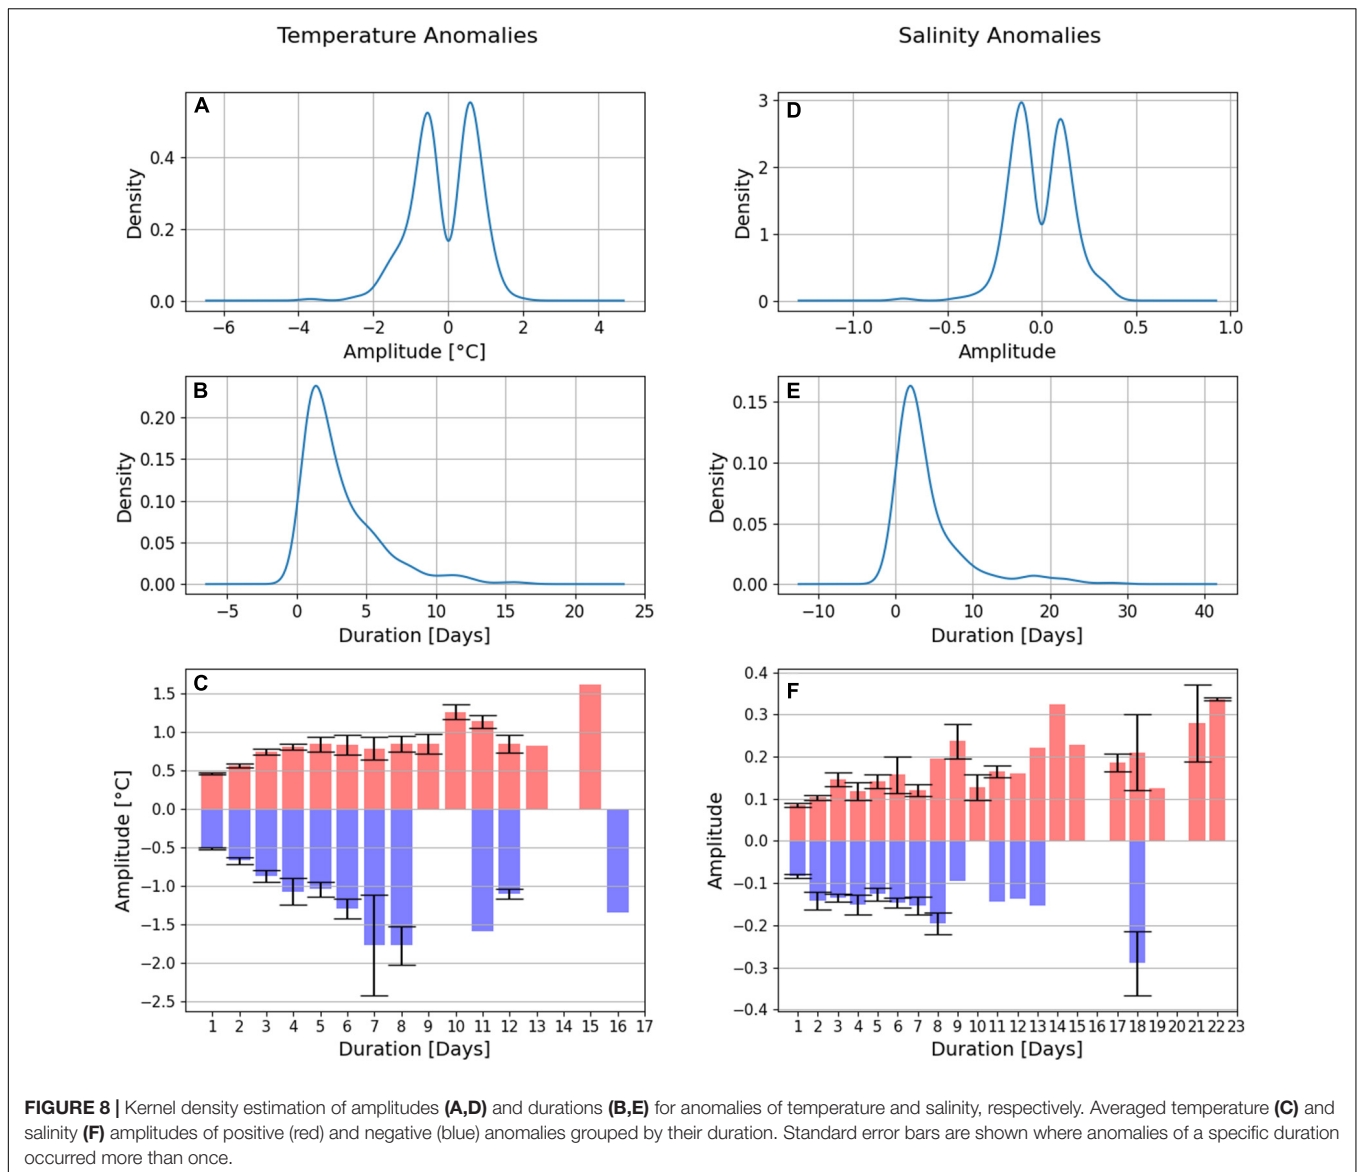 Temperature Anomalies
Salinity Anomalies
A
Density
0.4
0.2
0.0
−6 −4 −2 0 2 4
Amplitude [°C]
D
Density
3
2
1
0
−1.0 −0.5 0.0 0.5 1.0
Amplitude
B
Density
0.20
0.15
0.10
0.05
0.00
−5 0 5 10 15 20 25
Duration [Days]
E
Density
0.15
0.10
0.05
0.00
−10 0 10 20 30 40
Duration [Days]
C
Amplitude [°C]
1.5
1.0
0.5
0.0
−0.5
−1.0
−1.5
−2.0
−2.5
1 2 3 4 5 6 7 8 9 10 11 12 13 14 15 16 17
Duration [Days]
F
Amplitude
0.4
0.3
0.2
0.1
0.0
−0.1
−0.2
−0.3
−0.4
1 2 3 4 5 6 7 8 9 10 11 12 13 14 15 16 17 18 19 20 21 22 23
Duration [Days]
FIGURE 8 | Kernel density estimation of amplitudes (A,D) and durations (B,E) for anomalies of temperature and salinity, respectively. Averaged temperature (C) and
salinity (F) amplitudes of positive (red) and negative (blue) anomalies grouped by their duration. Standard error bars are shown where anomalies of a specific duration
occurred more than once.